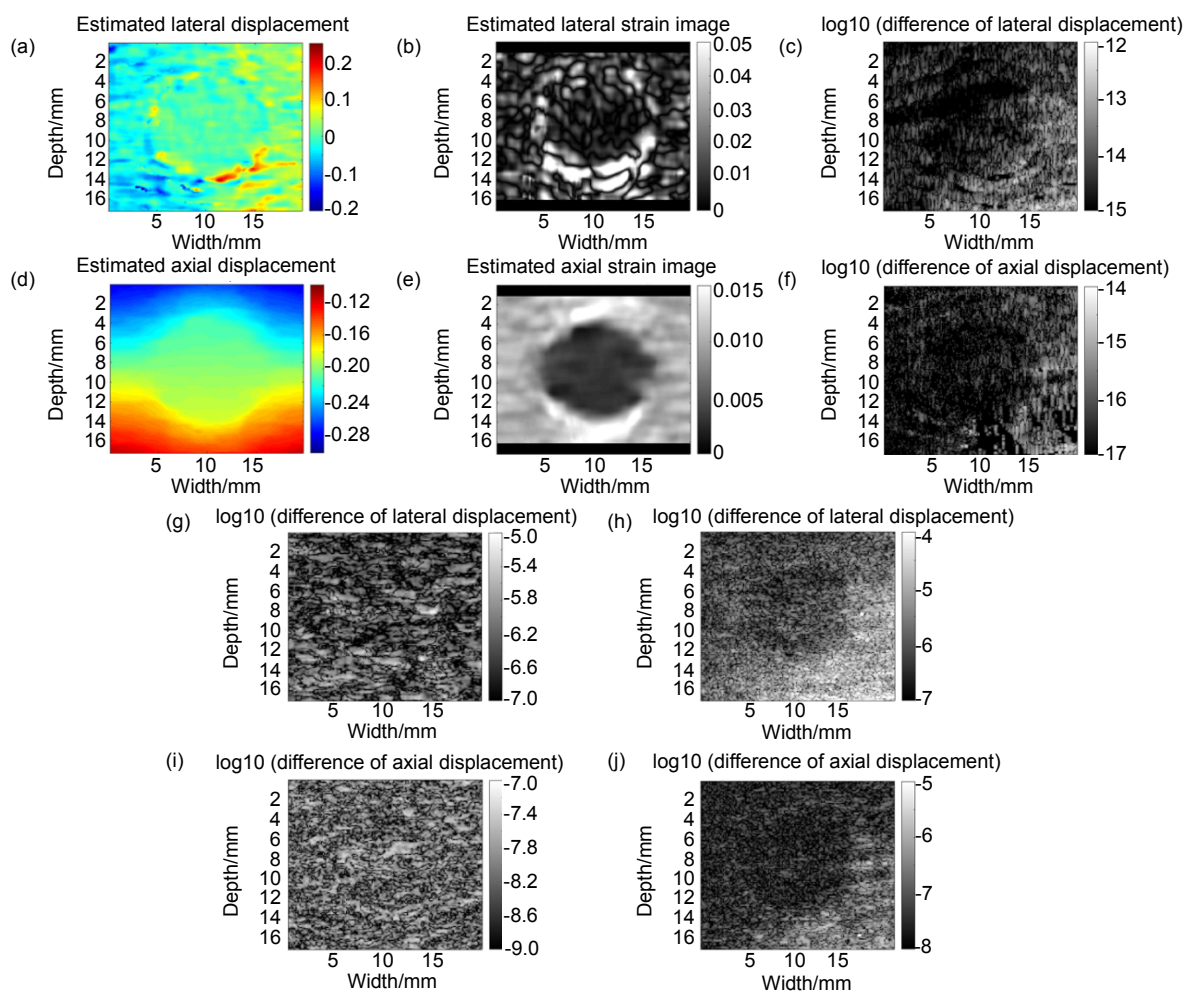 Estimated lateral displacement
(a)
2
4
6
8
10
12
14
16
Depth/mm
5 10 15
Width/mm
0.2
0.1
0
-0.1
-0.2
Estimated lateral strain image
(b)
2
4
6
8
10
12
14
16
Depth/mm
5 10 15
Width/mm
0.05
0.04
0.03
0.02
0.01
0
log10 (difference of lateral displacement)
(c)
2
4
6
8
10
12
14
16
Depth/mm
5 10 15
Width/mm
-12
-13
-14
-15
Estimated axial displacement
(d)
2
4
6
8
10
12
14
16
Depth/mm
5 15
Width/mm
-0.12
-0.16
-0.20
-0.24
-0.28
Estimated axial strain image
(e)
2
4
6
8
10
12
14
16
Depth/mm
5 10 15
Width/mm
0.015
0.010
0.005
0
log10 (difference of axial displacement)
(f)
2
4
6
8
10
12
14
16
Depth/mm
5 10 15
Width/mm
14
-15
-16
-17
log10 (difference of lateral displacement)
(g)
2
4
6
8
10
12
14
16
Depth/mm
5 10 15
Width/mm
-5.0
-5.4
-5.8
-6.2
-6.6
-7.0
log10 (difference of lateral displacement)
(h)
2
4
6
8
10
12
14
16
Depth/mm
5 10 15
Width/mm
-4
-5
-6
-7
log10 (difference of axial displacement)
(i)
2
4
6
8
10
12
14
16
Depth/mm
5 10 15
Width/mm
-7.0
-7.4
-7.8
-8.2
-8.6
-9.0
log10 (difference of axial displacement)
(j)
2
4
6
8
10
12
14
16
Depth/mm
5 10 15
Width/mm
-5
-6
-7
-8